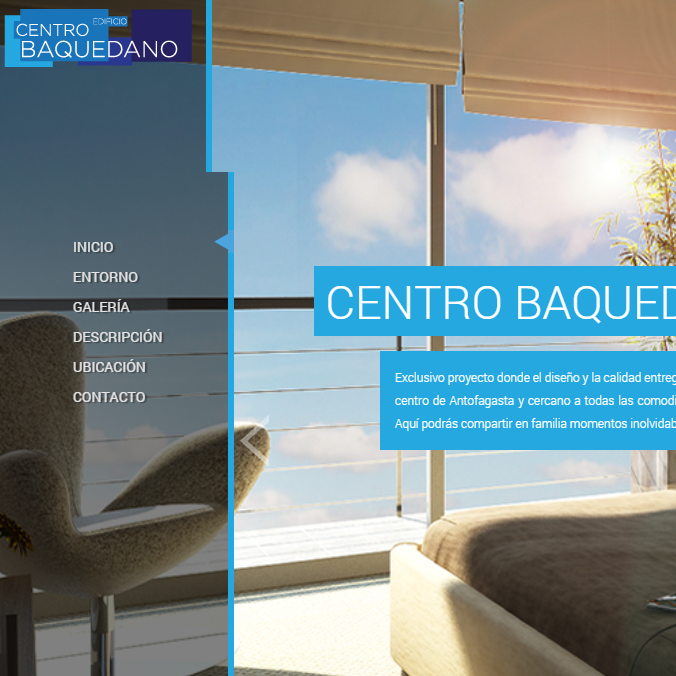 CENTRO EDIFICIO
BAQUEDANO
INICIO
ENTORNO
GALERÍA
DESCRIPCIÓN
UBICACIÓN
CONTACTO
CENTRO BAQUED
Exclusivo proyecto donde el diseño y la calidad entreg
centro de Antofagasta y cercano a todas las comodi
Aquí podrás compartir en familia momentos inolvidab